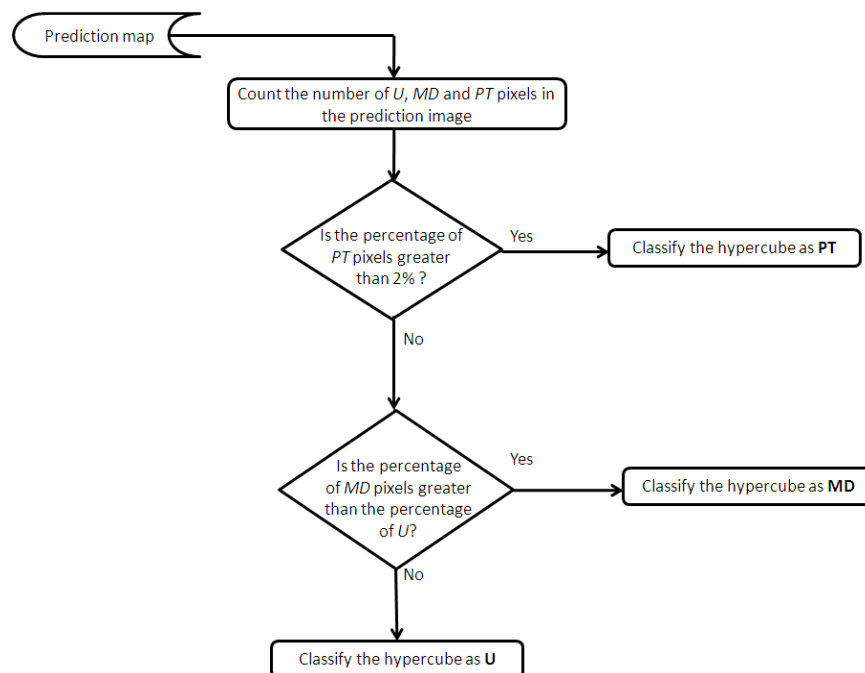 Prediction map
Count the number of U, MD and PT pixels in
the prediction image
Is the percentage of
PT pixels greater
than 2% ?
Yes
Classify the hypercube as PT
No
Is the percentage
of MD pixels greater
than the percentage
of U?
Yes
Classify the hypercube as MD
No
Classify the hypercube as U